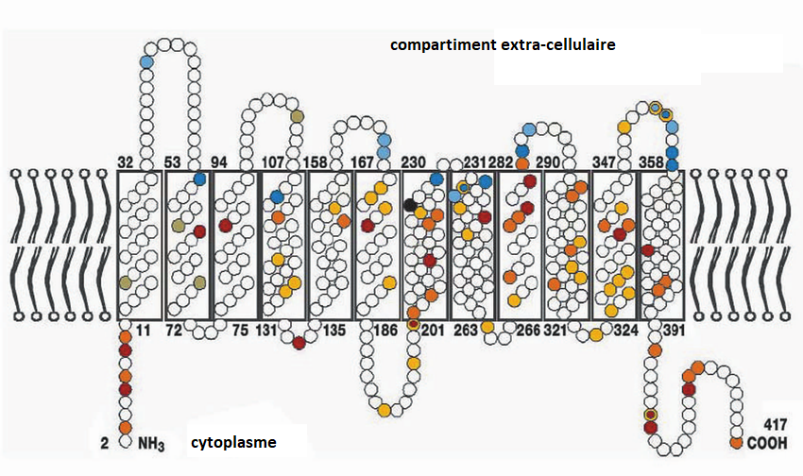 compartiment extra-cellulaire
32 53 94 107 158 167 230 231 282 290 347 358
11 72 75 131 135 186 201 263 266 321 324 391
2 NH3 cytoplasme 417
COOH